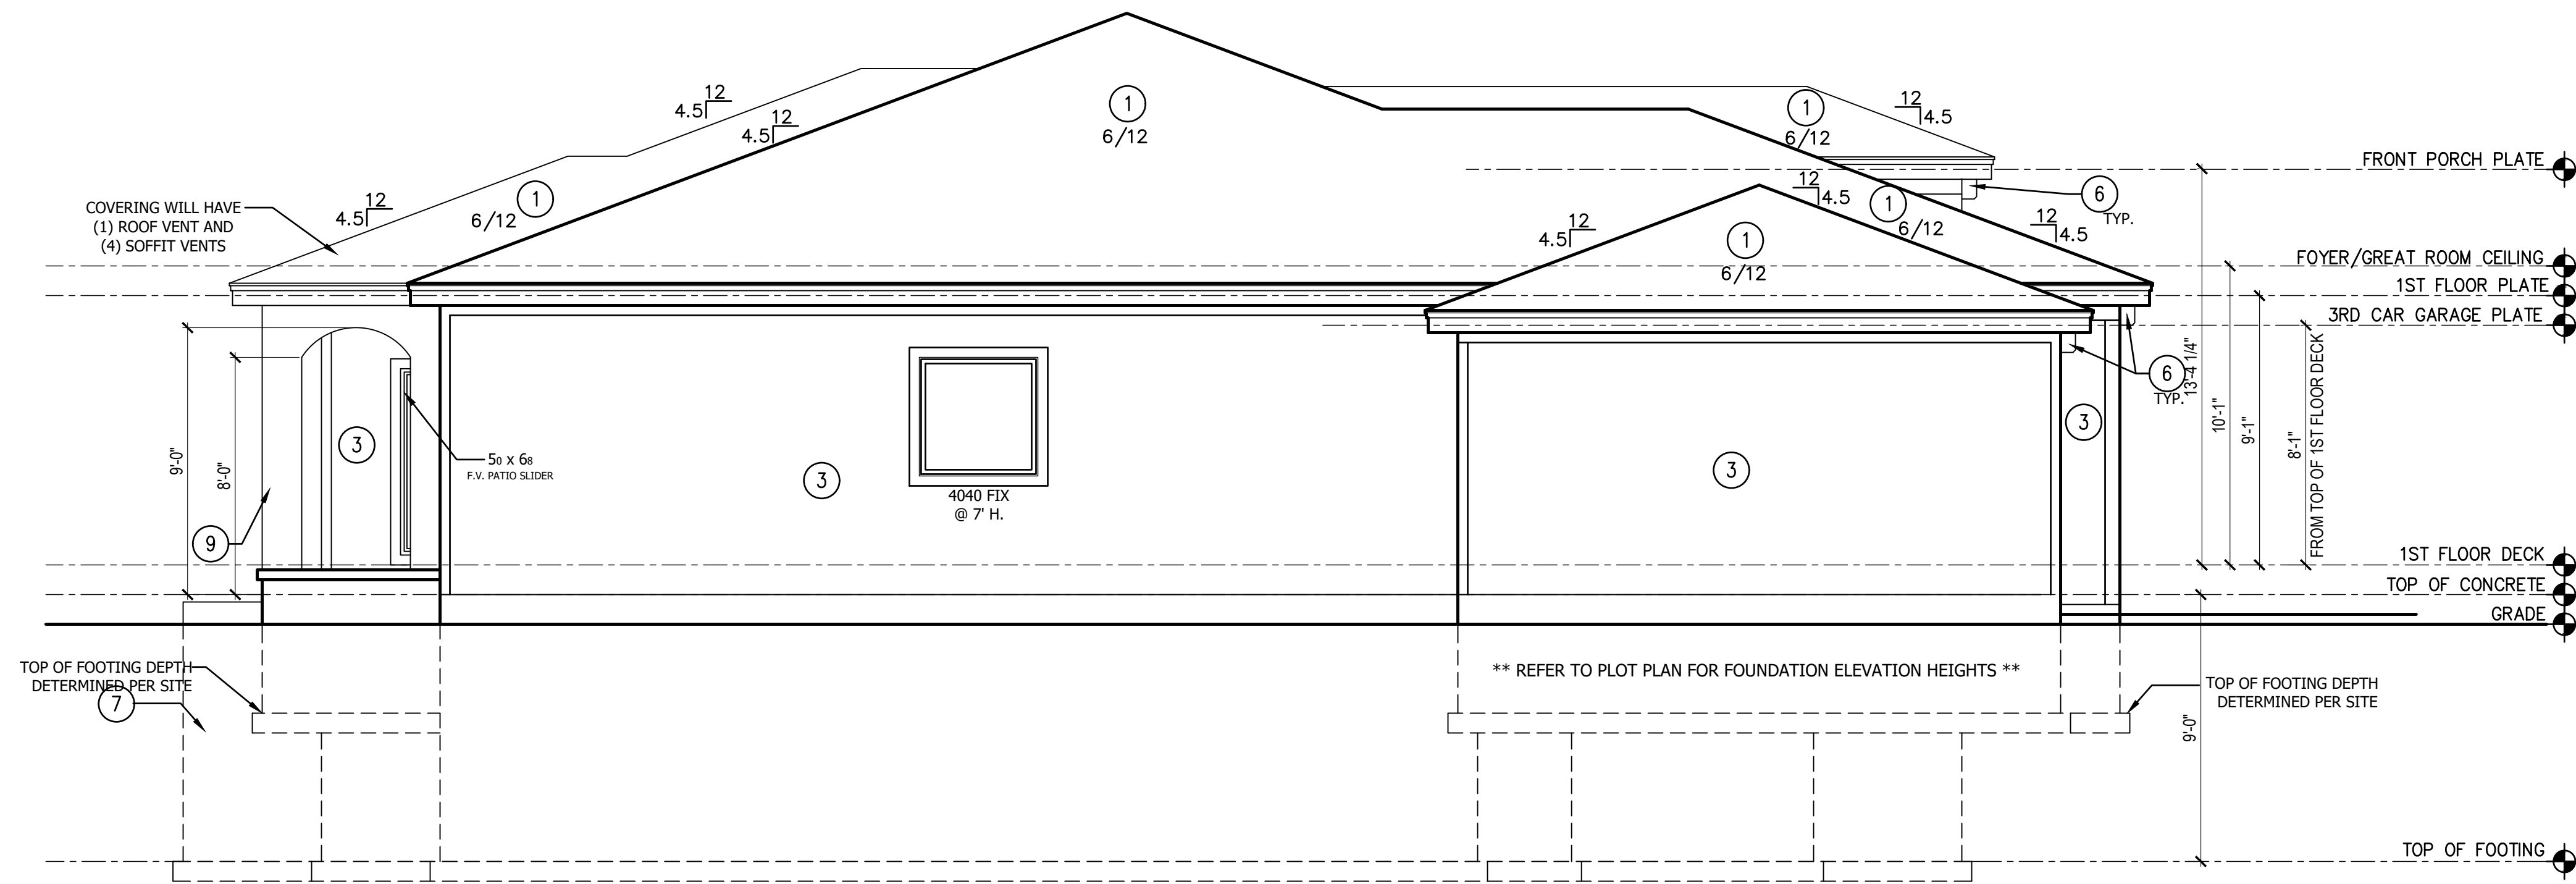 12
4.5
12
4.5
12
4.5
1
6/12
1
6/12
12
4.5
1
6/12
FRONT PORCH PLATE
6
TYP.
COVERING WILL HAVE
(1) ROOF VENT AND
(4) SOFFIT VENTS
12
4.5
1
6/12
12
4.5
12
4.5
1
6/12
FOYER/GREAT ROOM CEILING
1ST FLOOR PLATE
3RD CAR GARAGE PLATE
9'-0"
8'-0"
3
50 x 68
F.V. PATIO SLIDER
9
3
4040 FIX
@ 7' H.
3
3
6
TYP.
13'-4 1/4"
10'-1"
9'-1"
8'-1"
FROM TOP OF 1ST FLOOR DECK
1ST FLOOR DECK
TOP OF CONCRETE
GRADE
TOP OF FOOTING DEPTH
DETERMINED PER SITE
7
** REFER TO PLOT PLAN FOR FOUNDATION ELEVATION HEIGHTS **
TOP OF FOOTING DEPTH
DETERMINED PER SITE
9'-0"
TOP OF FOOTING